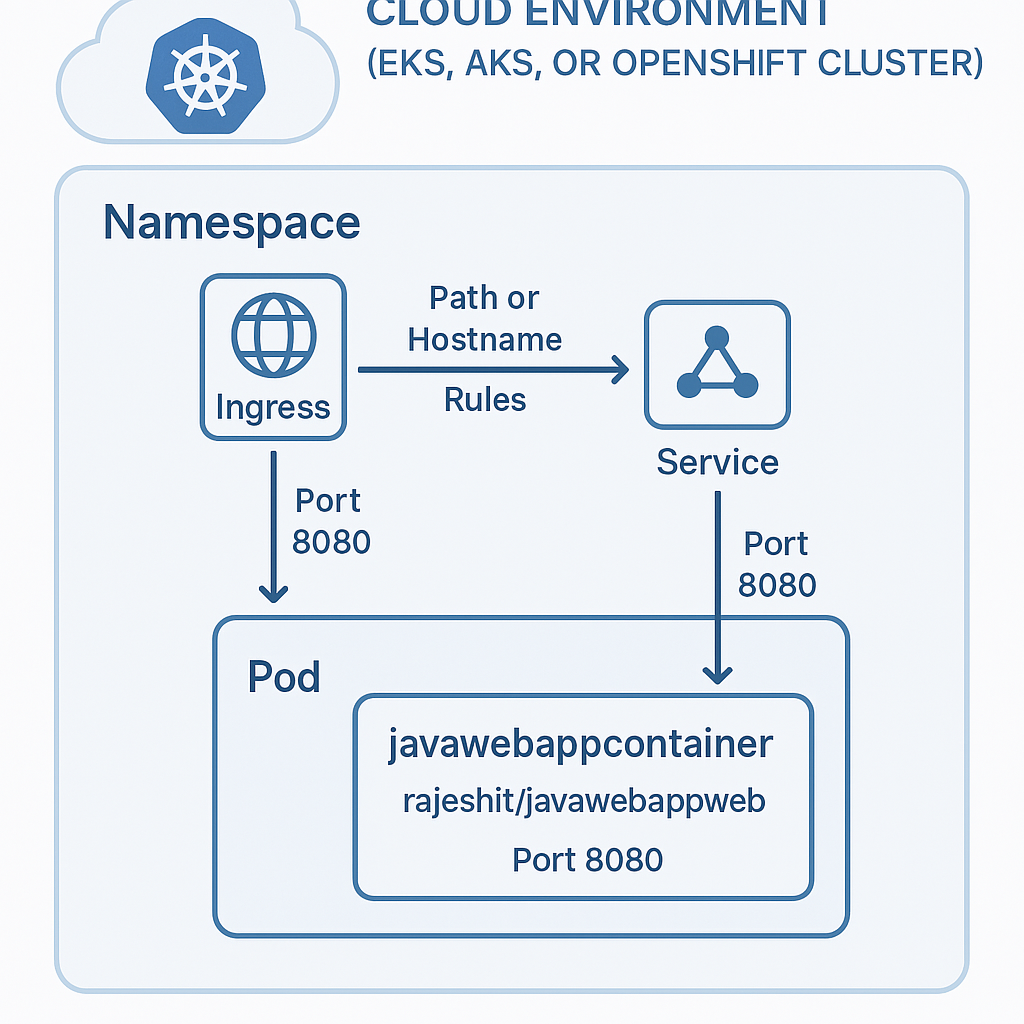 CLOUD ENVIRONMENT
(EKS, AKS, OR OPENSHIFT CLUSTER)
Namespace
Ingress
Path or
Hostname
Rules
Service
Port
8080
Port
8080
Pod
javawebappcontainer
rajeshit/javawebappweb
Port 8080